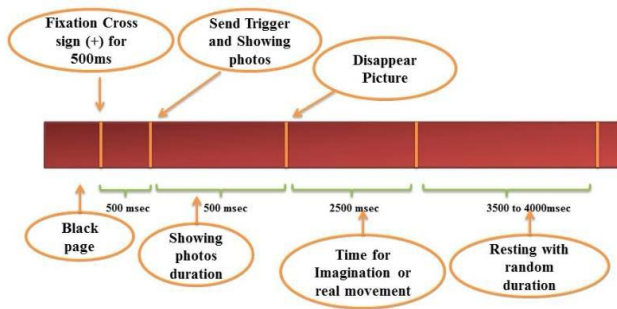 Fixation Cross
sign (+) for
500ms
Send Trigger
and Showing
photos
Disappear
Picture
500 msec
500 msec
2500 msec
3500 to 4000msec
Black
page
Showing
photos
duration
Time for
Imagination or
real movement
Resting with
random
duration